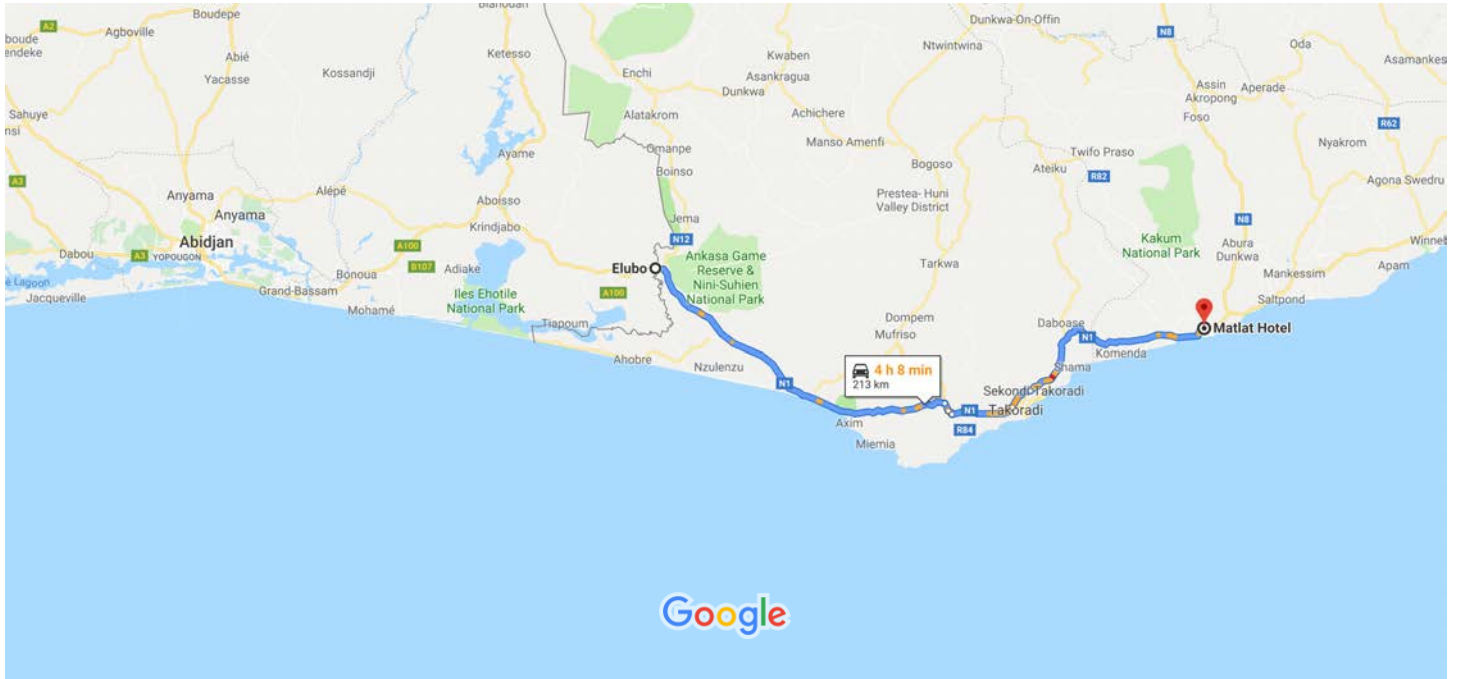 Boudepe
Dunkwa-On-Offin
A2
Agboville
N8
Oda
Ntwintwina
Abié
Ketesso
Kwaben
Asamankes
Kossandji
Enchi
Asankragua
Yacasse
Dunkwa
Assin
Akropong
Aperade
Sahuye
Alatakrom
Achichere
Foso
R62
Manso Amenfi
Nyakrom
Ayame
Omanpe
Twifo Praso
Boinso
Bogoso
Ateiku
A3
R82
Agona Swedru
Anyama
Alépé
Aboisso
Prestea- Huni
Valley District
Anyama
Jema
Krindjabo
N8
Abidjan
N12
Kakum
National Park
Abura
Dunkwa
Winneb
Dabou
A3
YOPOUGON
A100
Ankasa Game
Reserve &
Nini-Suhien
National Park
Bonoua
B107
Adiake
Elubo
Tarkwa
Mankessim
Apam
Lagoon
Jacqueville
Grand-Bassam
Iles Ehotile
National Park
A100
Saltpond
Mohamé
Tiapoum
Dompem
Mufriso
Daboase
Matlat Hotel
N1
Ahobre
Nzulenzu
Komenda
Shama
4 h 8 min
213 km
N1
Sekondi-Takoradi
N1
Takoradi
Axim
R84
Miemia
Google